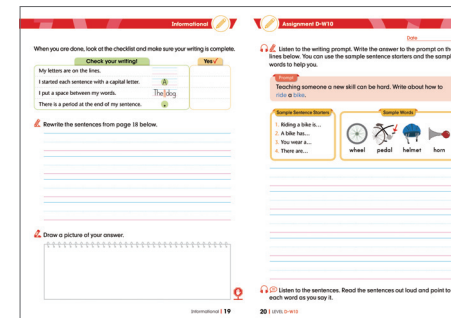 Informational
When you are done, look at the checklist and make sure your writing is complete.
Check your writing!
Yes✓
My letters are on the lines.
I started each sentence with a capital letter.
A
I put a space between my words.
The dog
There is a period at the end of my sentence.
Rewrite the sentences from page 18 below.
Draw a picture of your answer.
Informational | 19
Assignment D-W10
Date
Listen to the writing prompt. Write the answer to the prompt on the
lines below. You can use the sample sentence starters and the sampl
words to help you.
Prompt
Teaching someone a new skill can be hard. Write about how to
ride a bike.
Sample Sentence Starters
1. Riding a bike is...
2. A bike has...
3. You wear a...
4. There are...
Sample Words
wheel pedal helmet horn
Listen to the sentences. Read the sentences out loud and point to
each word as you say it.
20 | LEVEL D-W10